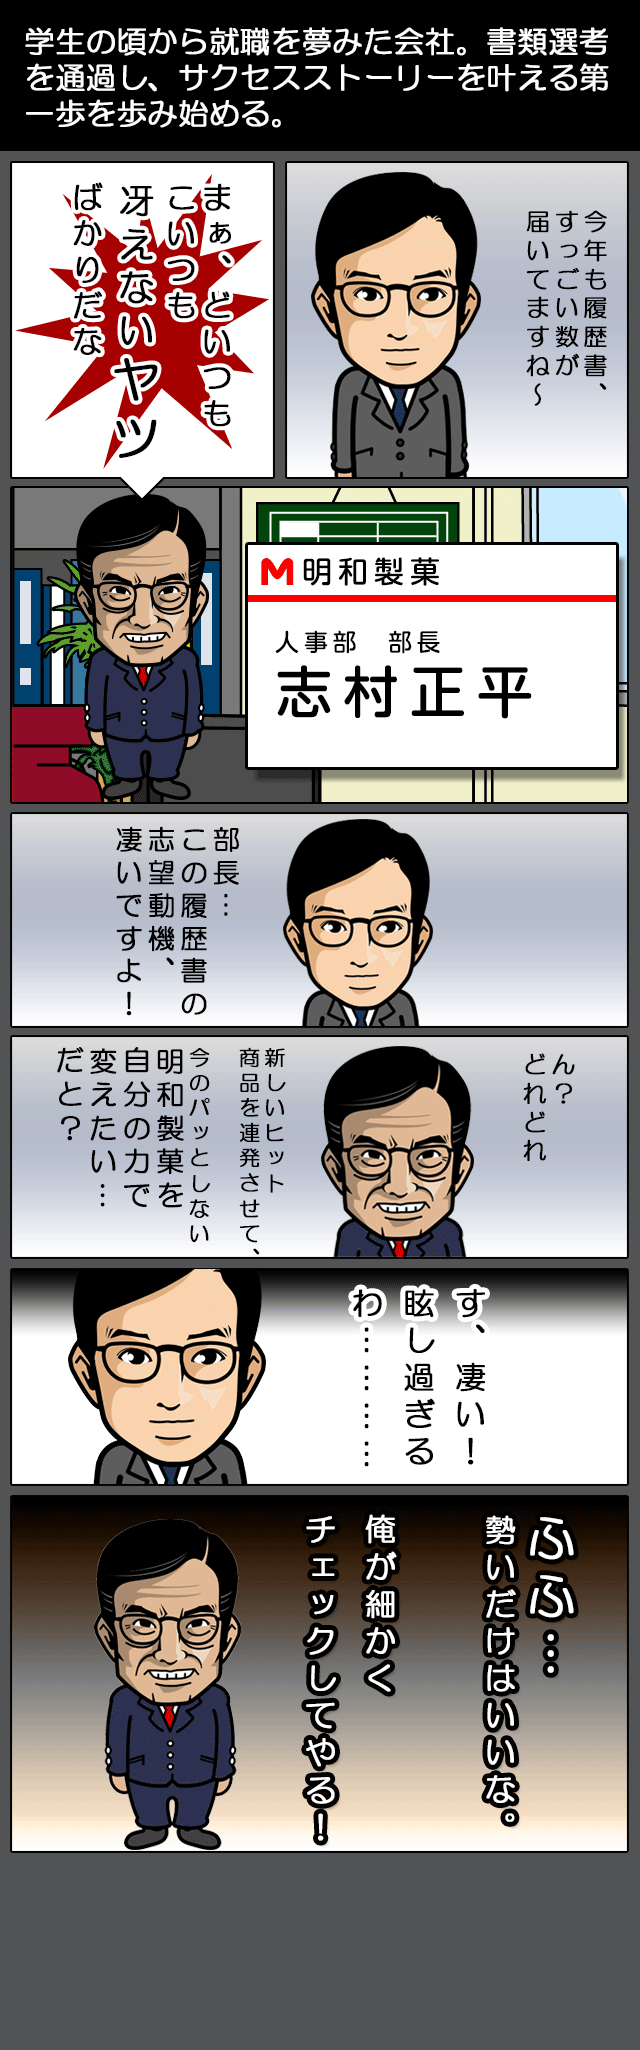 学生の頃から就職を夢みた会社。書類選考
を通過し、サクセスストーリーを叶える第
一歩を歩み始める。
今年も履歴書、
すっごい数が
届いてますね〜
まぁ、どいつも
こいつも
冴えないヤツ
ばかりだな
M 明和製菓
人事部 部長
志村正平
部長…
この履歴書の
志望動機、
凄いですよ！
ん？
どれどれ
新しいヒット
商品を連発させて、
今のパッとしない
明和製菓を
自分の力で
変えたい…
だと？
す、凄い！
眩し過ぎる
わ…………
ふふ…
勢いだけはいいな。
俺が細かく
チェックしてやる！